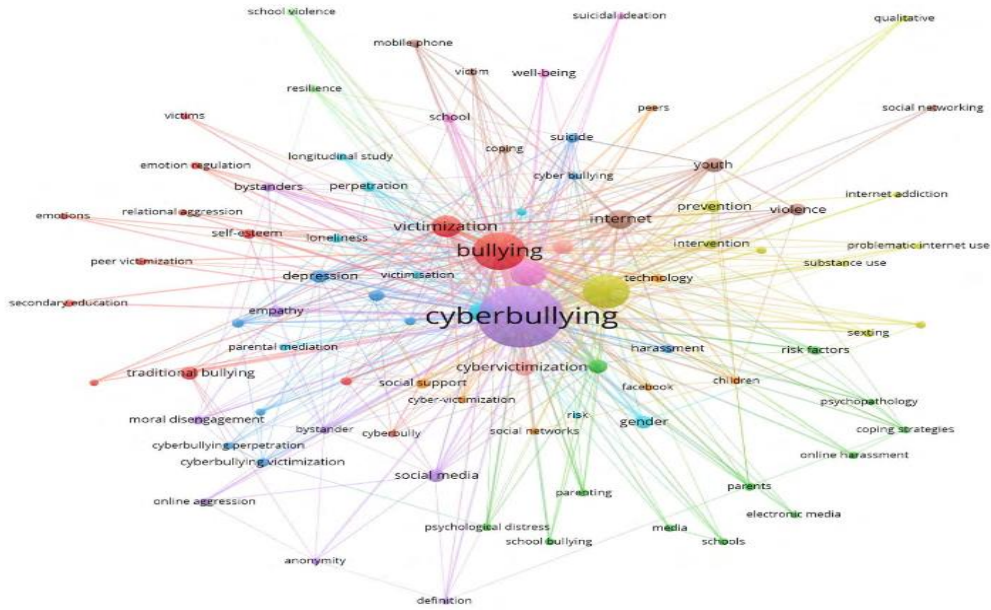 school violence
suicidal ideation
qualitative
mobile phone
victim
well-being
resilience
peers
social networking
victims
school
suicide
coping
longitudinal study
emotion regulation
youth
cyber bullying
bystanders
perpetration
internet addiction
prevention
violence
relational aggression
emotions
internet
victimization
self-esteem
loneliness
intervention
problematic internet use
bullying
peer victimization
substance use
depression
victimisation
technology
secondary education
empathy
cyberbullying
sexting
parental mediation
harassment
risk factors
cybervictimization
traditional bullying
social support
facebook
children
cyber-victimization
psychopathology
moral disengagement
risk
gender
bystander
cyberbully
social networks
coping strategies
cyberbullying perpetration
online harassment
cyberbullying victimization
social media
parents
parenting
online aggression
electronic media
psychological distress
media
school bullying
schools
anonymity
definition